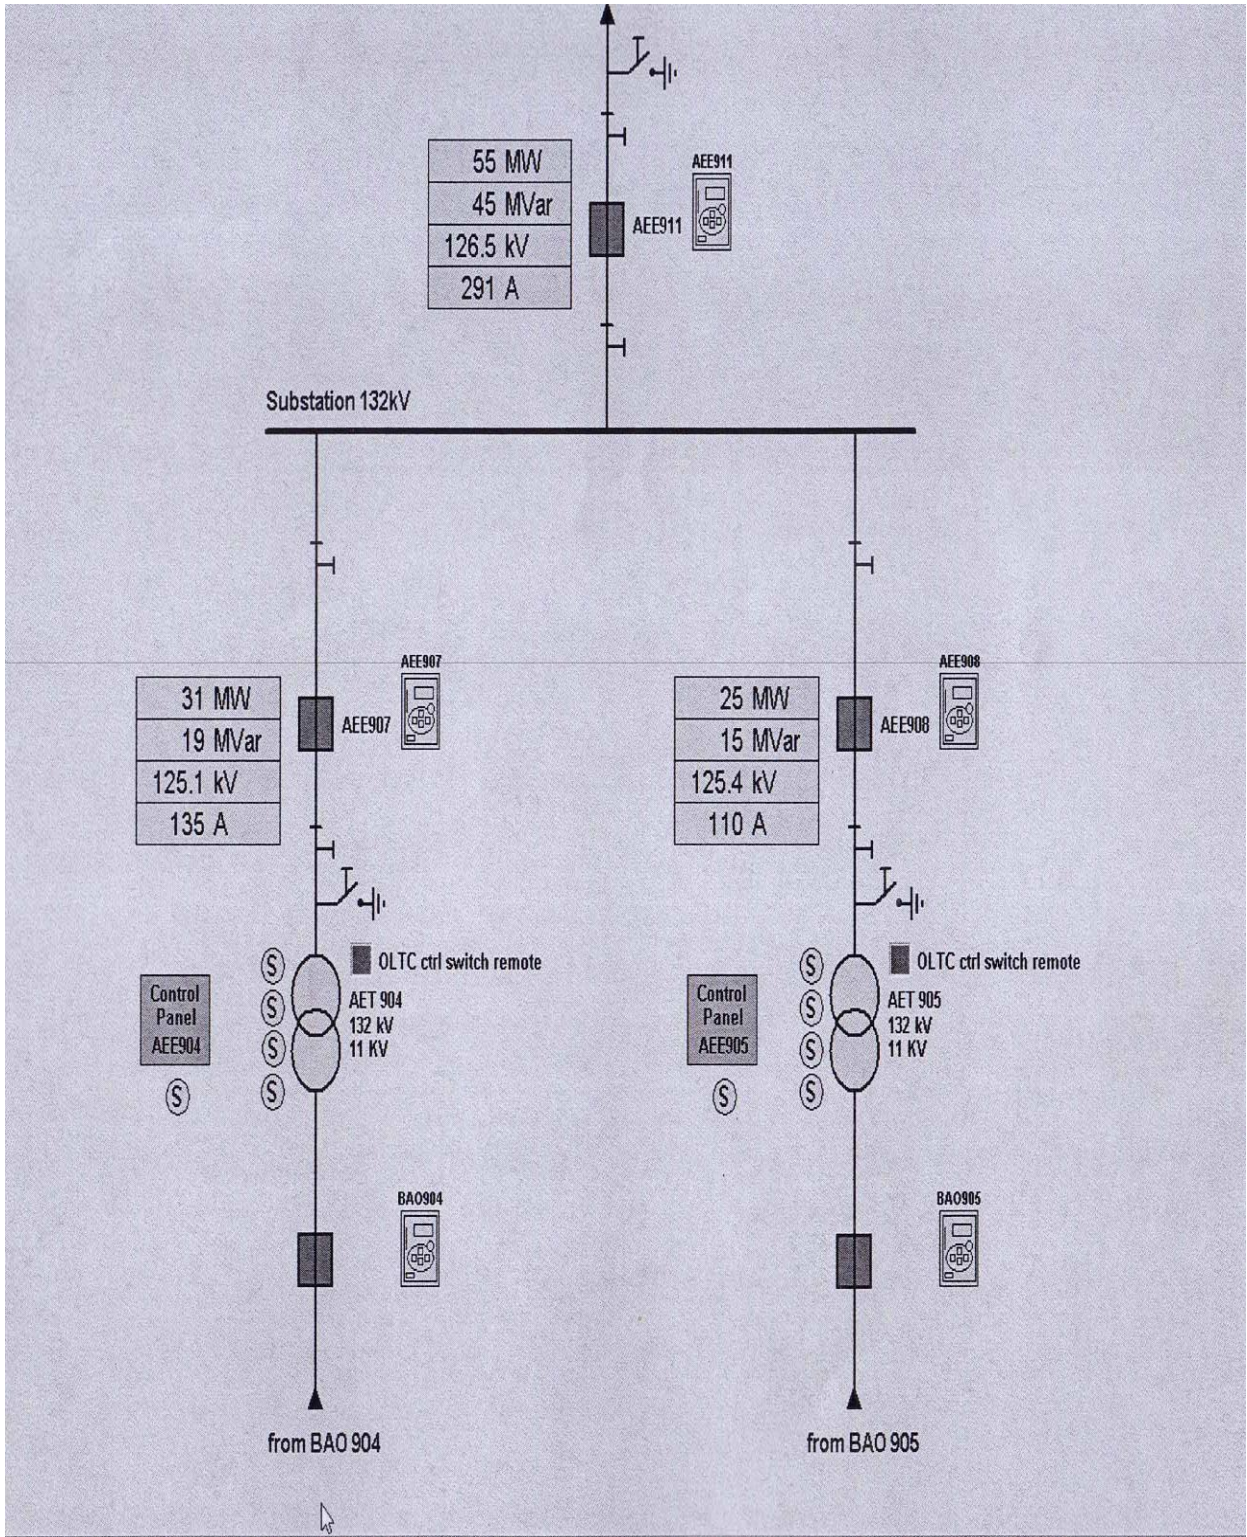 AEE911
55 MW
45 MVar
126.5 kV
291 A
AEE911
Substation 132kV
AEE907
31 MW
19 MVar
125.1 kV
135 A
AEE907
AEE908
25 MW
15 MVar
125.4 kV
110 A
AEE908
S
S
S
S
OLTC ctrl switch remote
AET 904
132 kV
11 KV
Control
Panel
AEE904
S
S
S
S
S
OLTC ctrl switch remote
AET 905
132 kV
11 KV
Control
Panel
AEE905
S
BAO904
BAO905
from BAO 904
from BAO 905